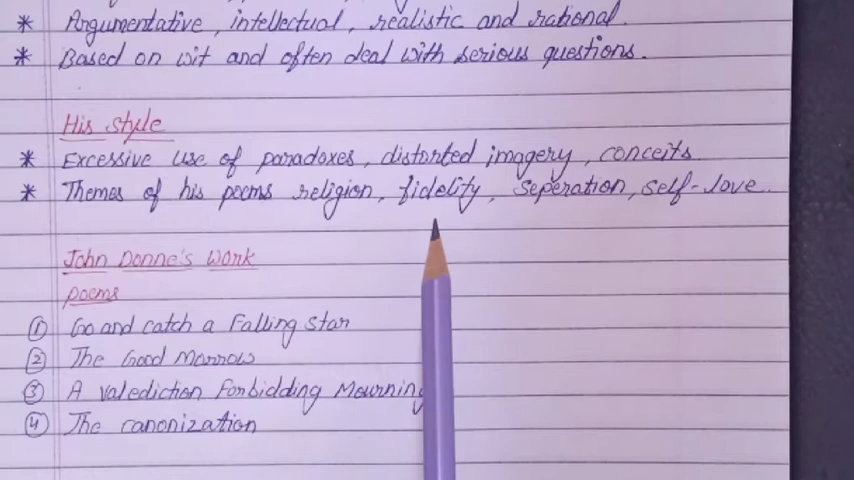 * Argumentative, intellectual, realistic and rational.
* Based on wit and often deal with serious questions.
His style
* Excessive use of paradoxes, distorted imagery, conceits
* Themes of his poems religion, fidelity, seperation, self-love..
John Donne's Work
Poems
① Go and catch a Falling star
② The Good Morrow
③ A valediction Forbidding Mourning
④ The canonization